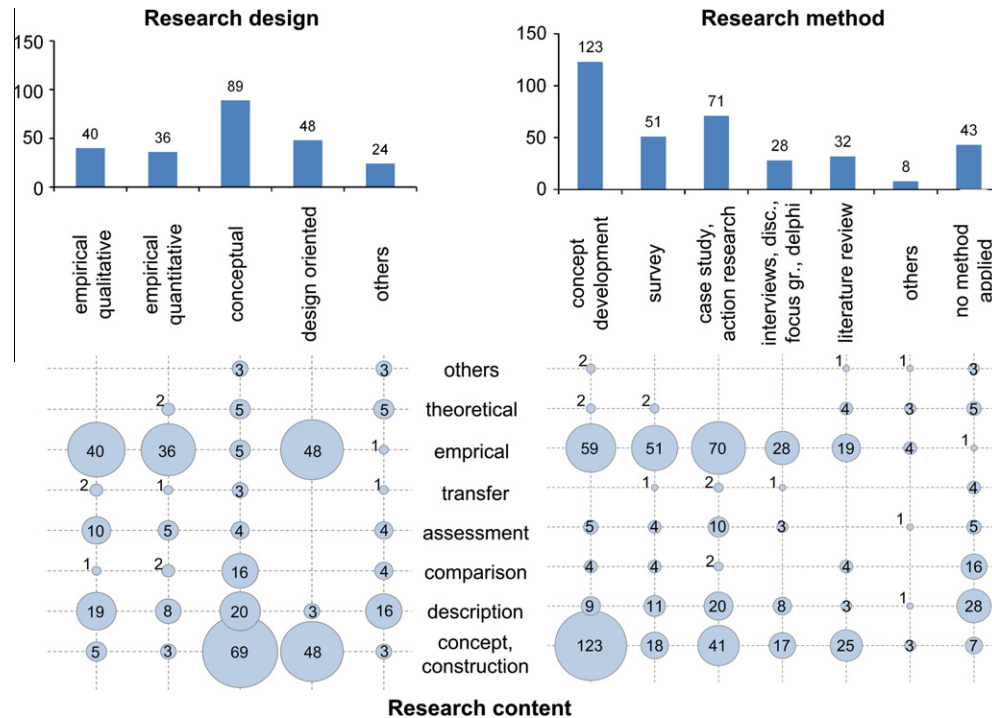 Research design
150
100
50
0
40
36
89
48
24
empirical
qualitative
empirical
quantitative
conceptual
design oriented
others
Research method
150
100
50
0
123
51
71
28
32
8
43
concept
development
survey
case study,
action research
interviews, disc.,
focus gr., delphi
literature review
others
no method
applied
3 3 others 2 1 1 3
2 5 5 theoretical 2 2 4 3 5
40 36 5 48 1 emprical 59 51 70 28 19 4 1
2 1 3 1 transfer 1 2 1 4
10 5 4 4 assessment 5 4 10 3 1 5
1 2 16 4 comparison 4 4 2 4 16
19 8 20 3 16 description 9 11 20 8 3 1 28
5 3 69 48 3 concept, 123 18 41 17 25 3 7
construction
Research content